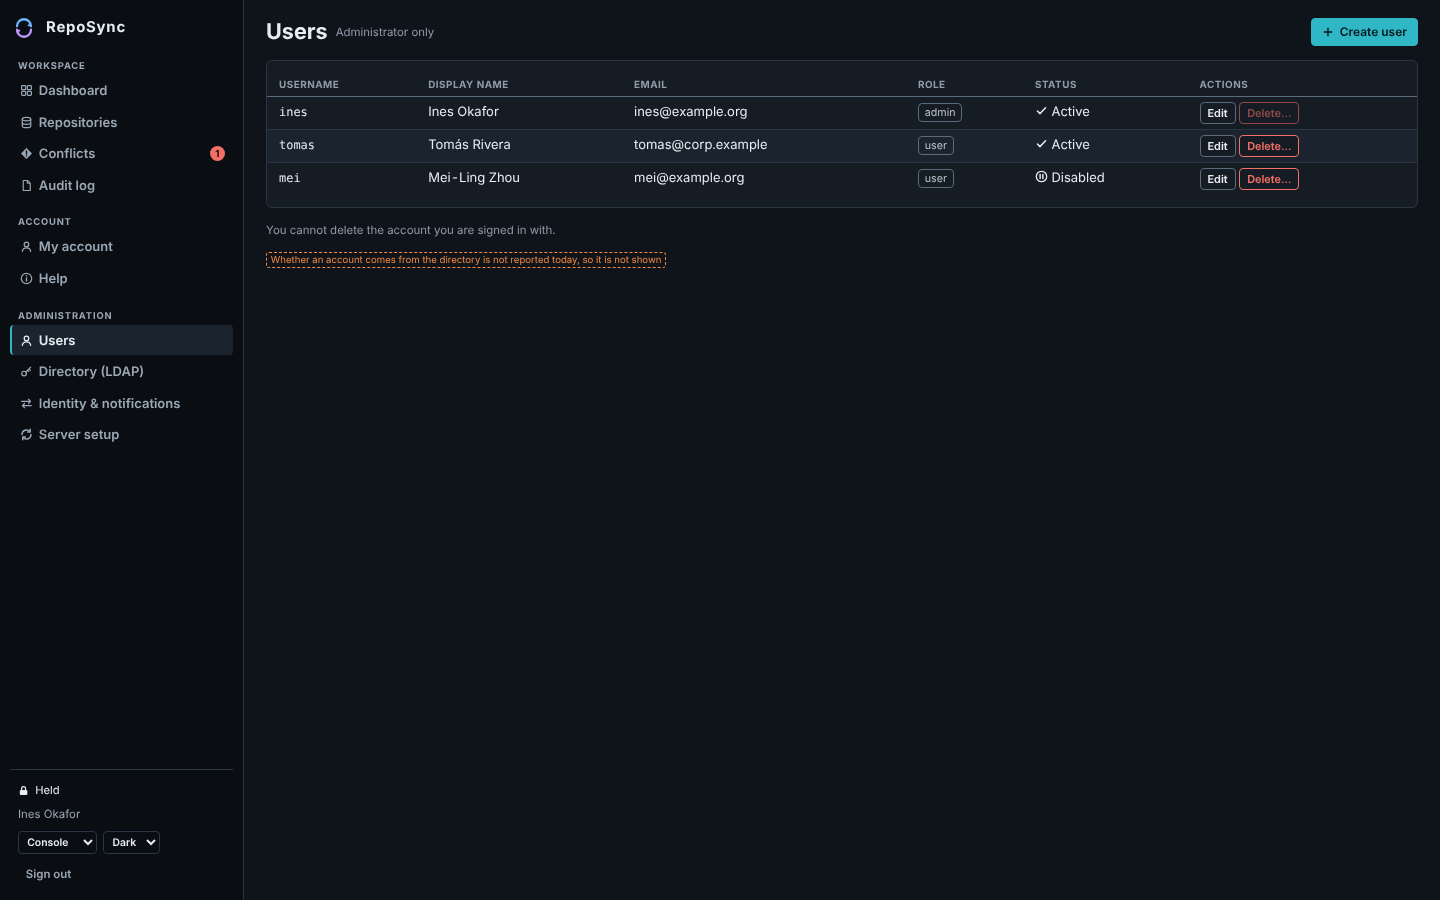 RepoSync
WORKSPACE
Dashboard
Repositories
Conflicts 1
Audit log
ACCOUNT
My account
Help
ADMINISTRATION
Users
Directory (LDAP)
Identity & notifications
Server setup
Held
Ines Okafor
Console Dark
Sign out
Users Administrator only
+ Create user
USERNAME DISPLAY NAME EMAIL ROLE STATUS ACTIONS
ines Ines Okafor ines@example.org admin Active Edit Delete...
tomas Tomás Rivera tomas@corp.example user Active Edit Delete...
mei Mei-Ling Zhou mei@example.org user Disabled Edit Delete...
You cannot delete the account you are signed in with.
Whether an account comes from the directory is not reported today, so it is not shown